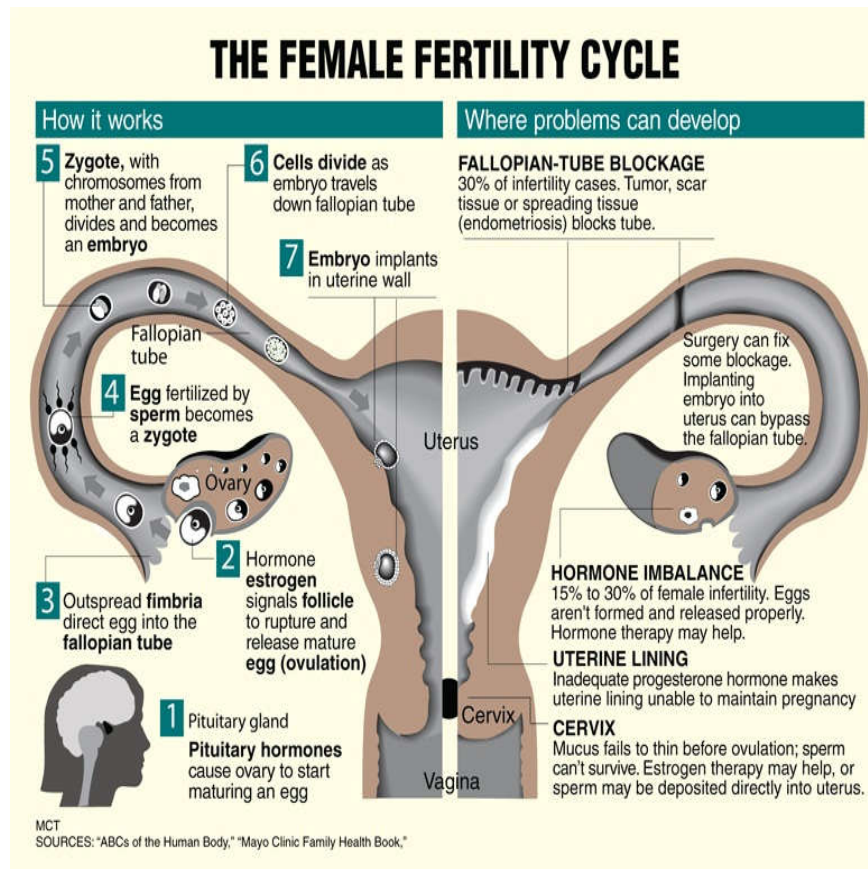 THE FEMALE FERTILITY CYCLE
How it works
5 Zygote, with
chromosomes from
mother and father,
divides and becomes
an embryo
6 Cells divide as
embryo travels
down fallopian tube
7 Embryo implants
in uterine wall
Fallopian
tube
4 Egg fertilized by
sperm becomes
a zygote
Ovary
Uterus
2 Hormone
estrogen
signals follicle
to rupture and
release mature
egg (ovulation)
3 Outspread fimbria
direct egg into the
fallopian tube
1 Pituitary gland
Pituitary hormones
cause ovary to start
maturing an egg
Cervix
Vagina
Where problems can develop
FALLOPIAN-TUBE BLOCKAGE
30% of infertility cases. Tumor, scar
tissue or spreading tissue
(endometriosis) blocks tube.
Surgery can fix
some blockage.
Implanting
embryo into
uterus can bypass
the fallopian tube.
HORMONE IMBALANCE
15% to 30% of female infertility. Eggs
aren't formed and released properly.
Hormone therapy may help.
UTERINE LINING
Inadequate progesterone hormone makes
uterine lining unable to maintain pregnancy
CERVIX
Mucus fails to thin before ovulation; sperm
can't survive. Estrogen therapy may help, or
sperm may be deposited directly into uterus.
MCT
SOURCES: “ABCs of the Human Body,” “Mayo Clinic Family Health Book,”